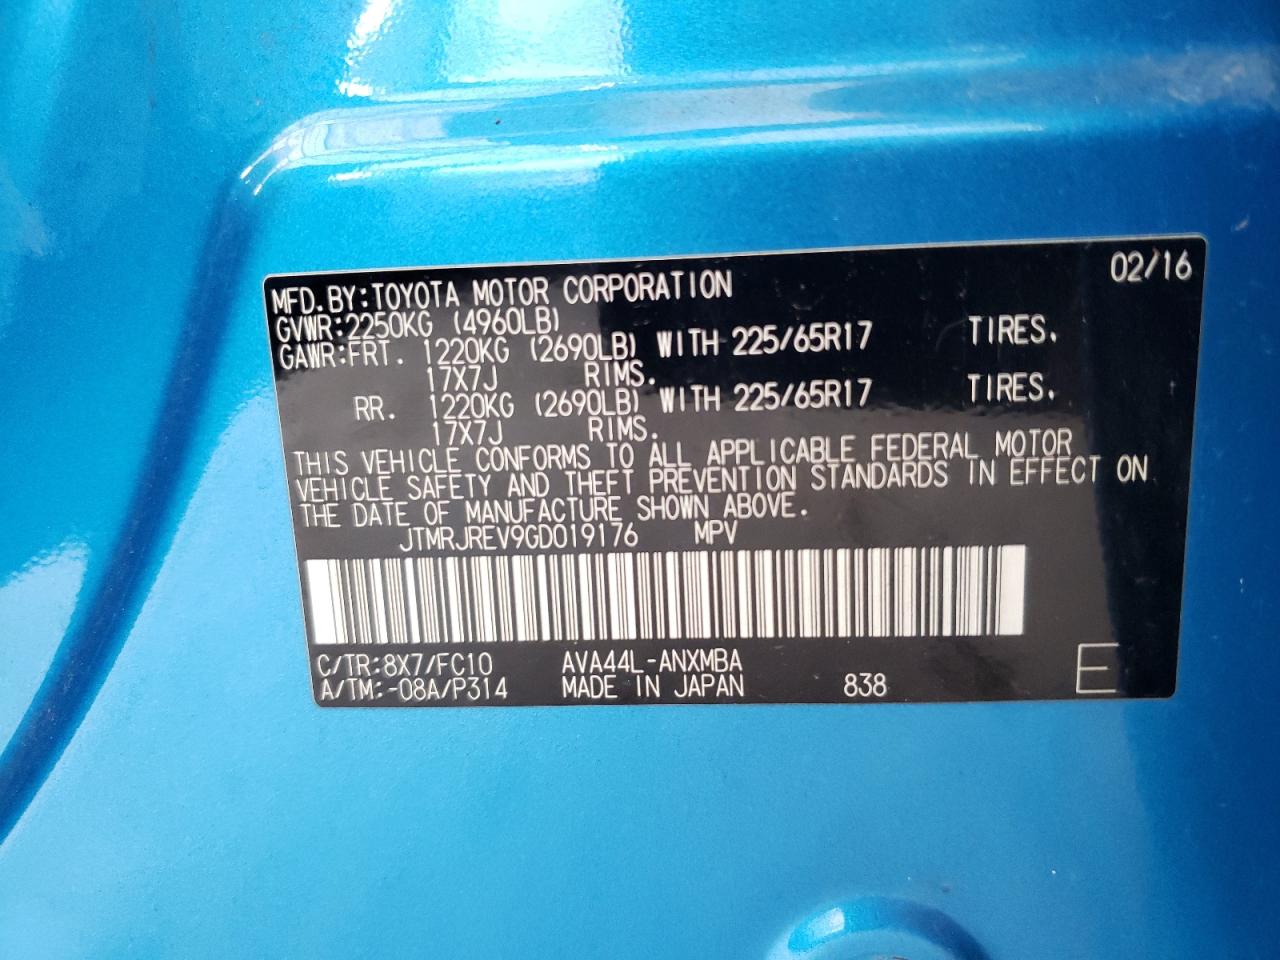 02/16
MFD.BY:TOYOTA MOTOR CORPORATION
GVWR:2250KG (4960LB)
GAWR:FRT. 1220KG (2690LB) WITH 225/65R17 TIRES.
17X7J RIMS.
RR. 1220KG (2690LB) WITH 225/65R17 TIRES.
17X7J RIMS.
THIS VEHICLE CONFORMS TO ALL APPLICABLE FEDERAL MOTOR
VEHICLE SAFETY AND THEFT PREVENTION STANDARDS IN EFFECT ON
THE DATE OF MANUFACTURE SHOWN ABOVE.
JTMRJREV9GD019176 MPV
C/TR:8X7/FC10 AVA44L-ANXMBA
A/TM:-08A/P314 MADE IN JAPAN 838 E